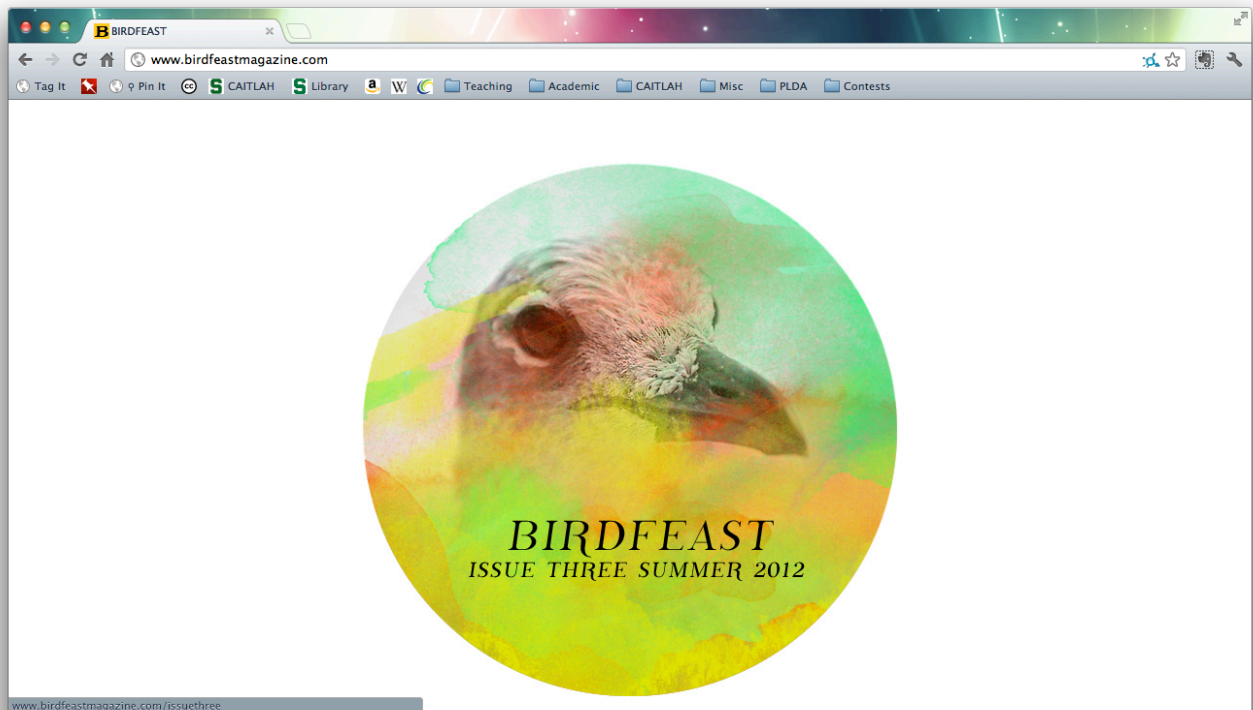 B BIRDFEAST
www.birdfeastmagazine.com
Tag It Pin It cc S CAITLAH S Library a W C Teaching Academic CAITLAH Misc PLDA Contests
BIRDFEAST
ISSUE THREE SUMMER 2012
www.birdfeastmagazine.com/issuethree